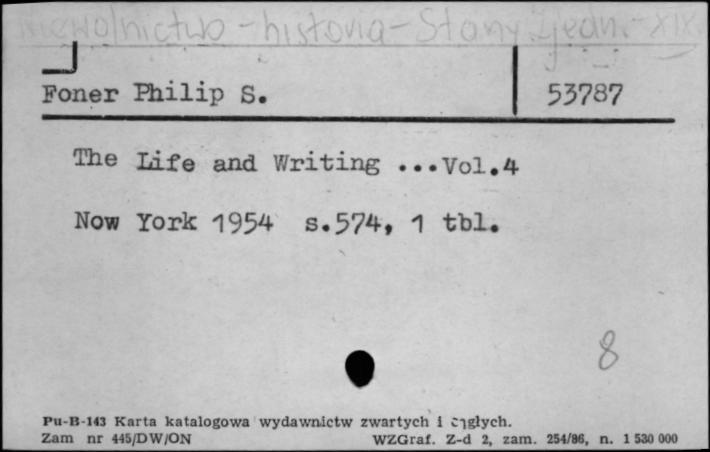 niewolnictwo - historia - Stany Zjedn. - XIX
Foner Philip S. 53787
The Life and Writing ...Vol.4
Now York 1954 s.574, 1 tbl.
8
Pu-B-143 Karta katalogowa wydawnictw zwartych i ciągłych.
Zam nr 445/DW/ON WZGraf. Z-d 2, zam. 254/86, n. 1 530 000